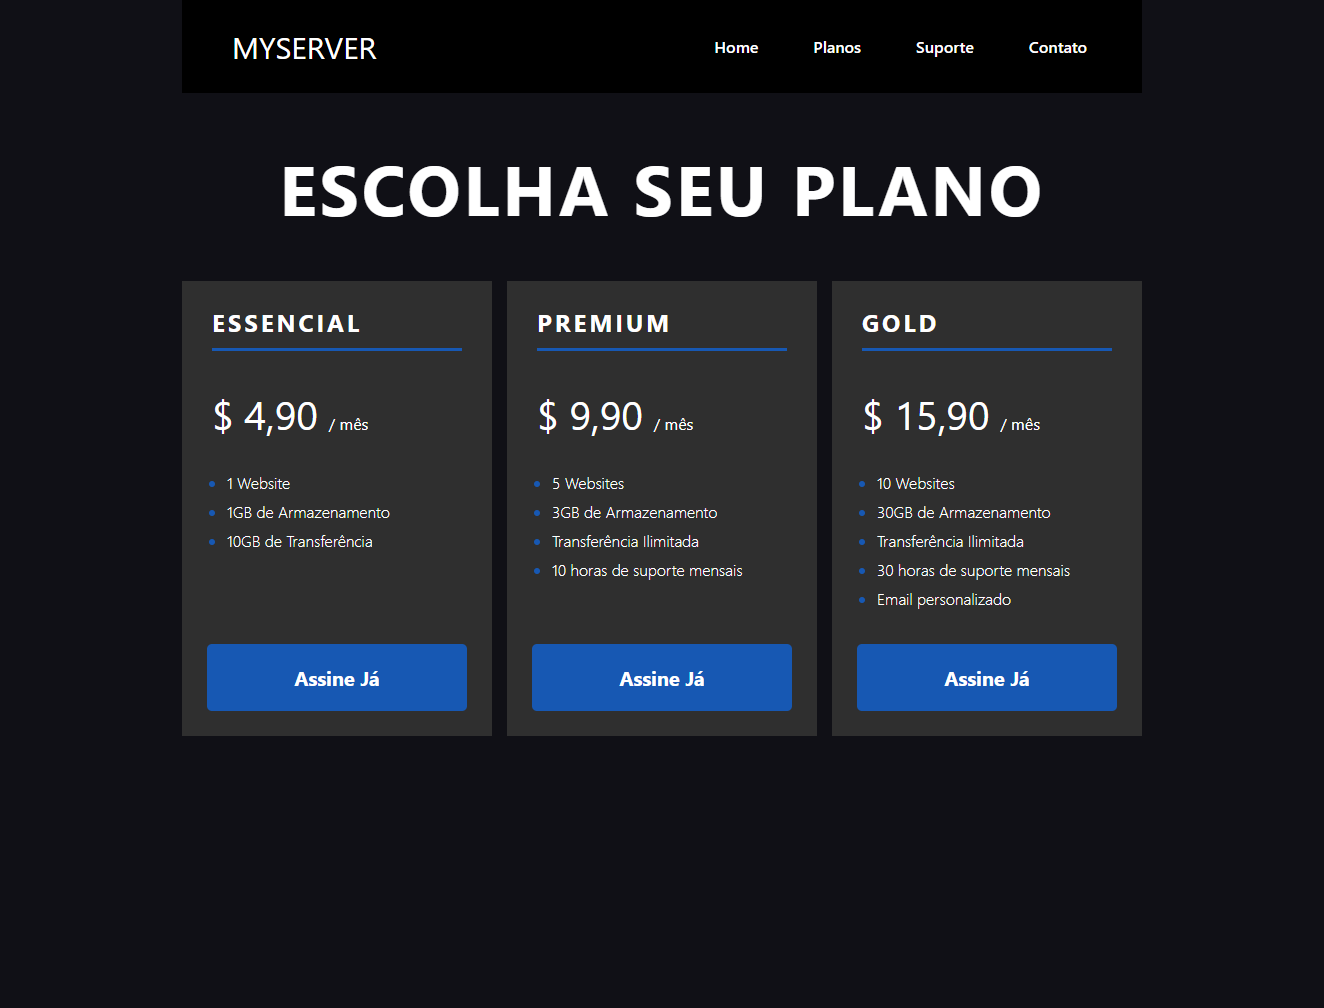 MYSERVER
Home Planos Suporte Contato
ESCOLHA SEU PLANO
ESSENCIAL
$ 4,90 / mês
1 Website
1GB de Armazenamento
10GB de Transferência
Assine Já
PREMIUM
$ 9,90 / mês
5 Websites
3GB de Armazenamento
Transferência Ilimitada
10 horas de suporte mensais
Assine Já
GOLD
$ 15,90 / mês
10 Websites
30GB de Armazenamento
Transferência Ilimitada
30 horas de suporte mensais
Email personalizado
Assine Já